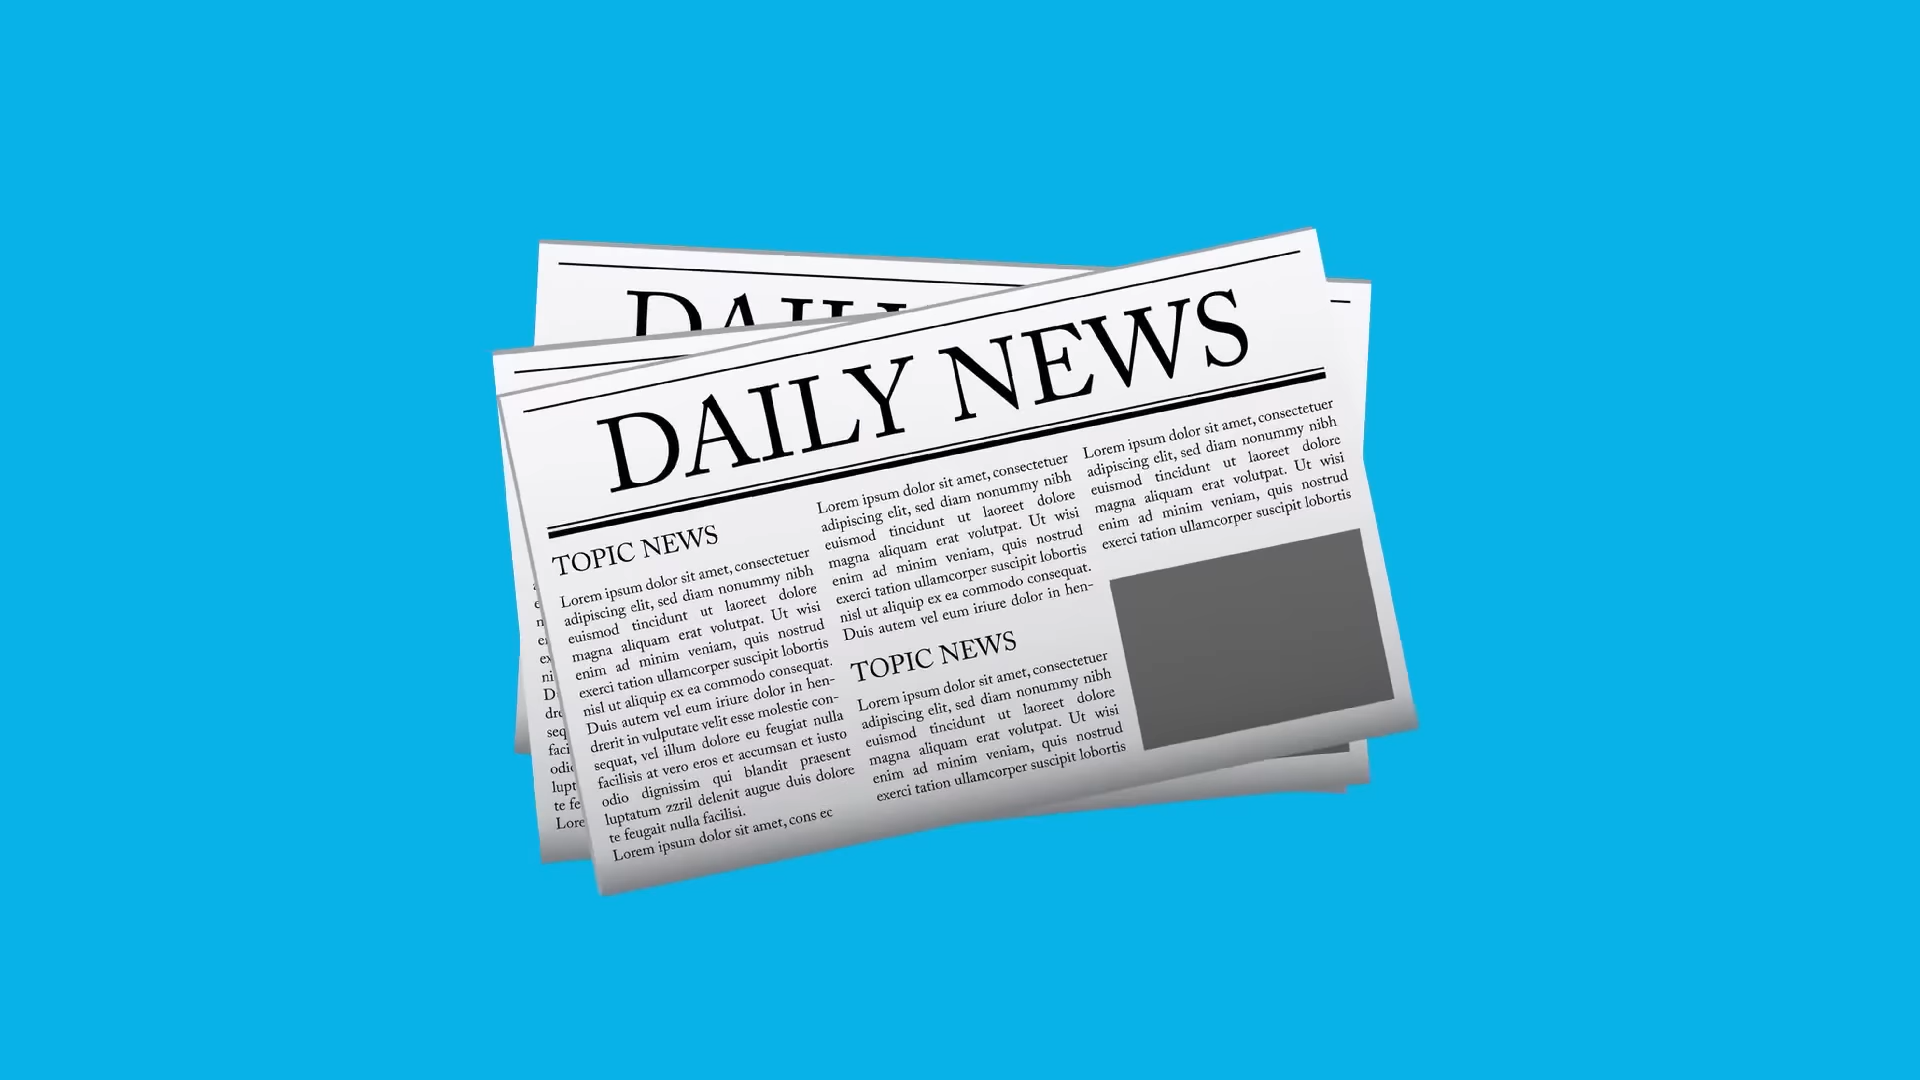 DAILY
DAILY NEWS
TOPIC NEWS
Lorem ipsum dolor sit amet, consectetuer
adipiscing elit, sed diam nonummy nibh
euismod tincidunt ut laoreet dolore
magna aliquam erat volutpat. Ut wisi
enim ad minim veniam, quis nostrud
exerci tation ullamcorper suscipit lobortis
nisl ut aliquip ex ea commodo consequat.
Duis autem vel eum iriure dolor in hen-
drerit in vulputate velit esse molestie con-
sequat, vel illum dolore eu feugiat nulla
facilisis at vero eros et accumsan et iusto
odio dignissim qui blandit praesent
luptatum zzril delenit augue duis dolore
te feugait nulla facilisi.
Lorem ipsum dolor sit amet, cons ec
Lorem ipsum dolor sit amet, consectetuer
adipiscing elit, sed diam nonummy nibh
euismod tincidunt ut laoreet dolore
magna aliquam erat volutpat. Ut wisi
enim ad minim veniam, quis nostrud
exerci tation ullamcorper suscipit lobortis
nisl ut aliquip ex ea commodo consequat.
Duis autem vel eum iriure dolor in hen-
TOPIC NEWS
Lorem ipsum dolor sit amet, consectetuer
adipiscing elit, sed diam nonummy nibh
euismod tincidunt ut laoreet dolore
magna aliquam erat volutpat. Ut wisi
enim ad minim veniam, quis nostrud
exerci tation ullamcorper suscipit lobortis
Lorem ipsum dolor sit amet, consectetuer
adipiscing elit, sed diam nonummy nibh
euismod tincidunt ut laoreet dolore
magna aliquam erat volutpat. Ut wisi
enim ad minim veniam, quis nostrud
exerci tation ullamcorper suscipit lobortis